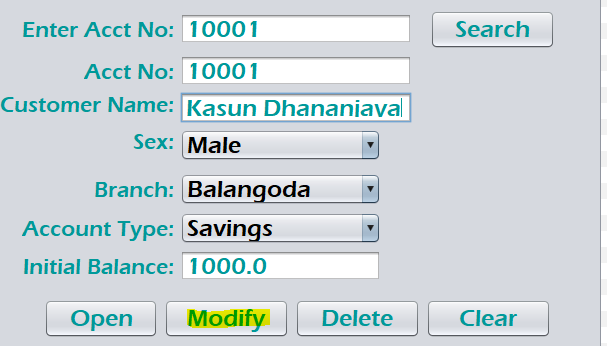 Enter Acct No: 10001 Search
Acct No: 10001
Customer Name: Kasun Dhananjaya
Sex: Male
Branch: Balangoda
Account Type: Savings
Initial Balance: 1000.0
Open Modify Delete Clear